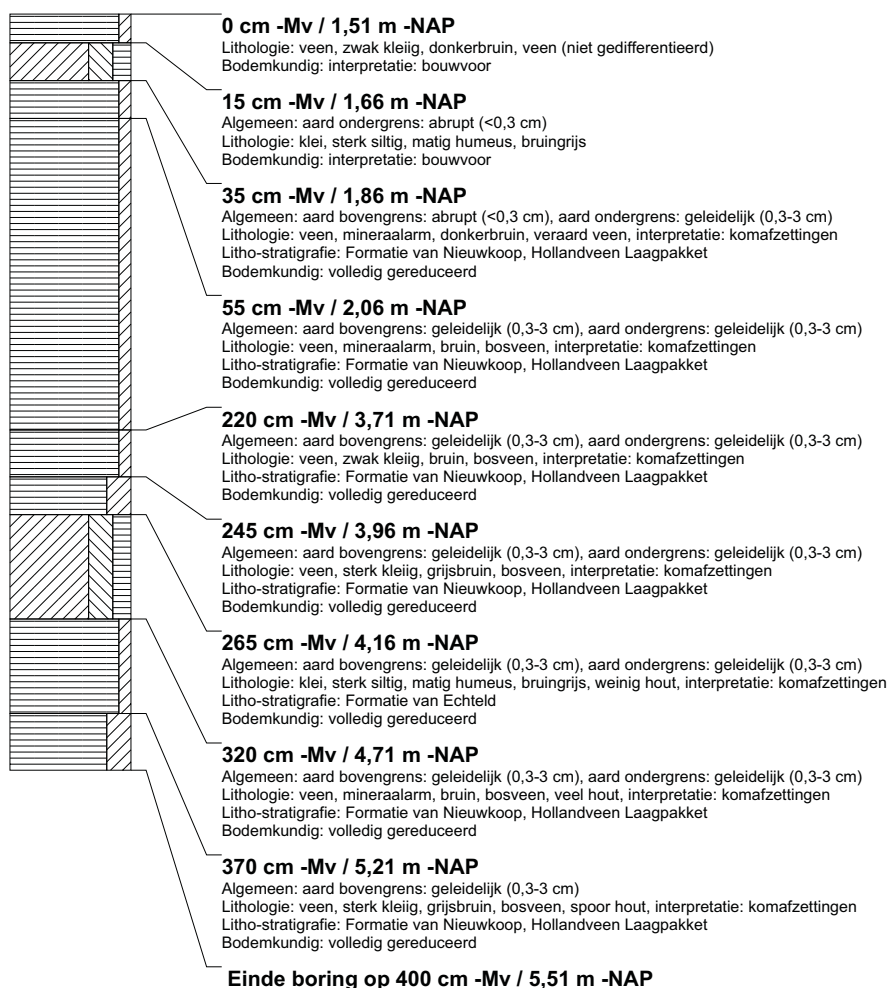 0 cm -Mv / 1,51 m -NAP
Lithologie: veen, zwak kleiig, donkerbruin, veen (niet gedifferentieerd)
Bodemkundig: interpretatie: bouwvoor
15 cm -Mv / 1,66 m -NAP
Algemeen: aard ondergrens: abrupt (<0,3 cm)
Lithologie: klei, sterk siltig, matig humeus, bruingrijs
Bodemkundig: interpretatie: bouwvoor
35 cm -Mv / 1,86 m -NAP
Algemeen: aard bovengrens: abrupt (<0,3 cm), aard ondergrens: geleidelijk (0,3-3 cm)
Lithologie: veen, mineraalarm, donkerbruin, veraard veen, interpretatie: komafzettingen
Litho-stratigrafie: Formatie van Nieuwkoop, Hollandveen Laagpakket
Bodemkundig: volledig gereduceerd
55 cm -Mv / 2,06 m -NAP
Algemeen: aard bovengrens: geleidelijk (0,3-3 cm), aard ondergrens: geleidelijk (0,3-3 cm)
Lithologie: veen, mineraalarm, bruin, bosveen, interpretatie: komafzettingen
Litho-stratigrafie: Formatie van Nieuwkoop, Hollandveen Laagpakket
Bodemkundig: volledig gereduceerd
220 cm -Mv / 3,71 m -NAP
Algemeen: aard bovengrens: geleidelijk (0,3-3 cm), aard ondergrens: geleidelijk (0,3-3 cm)
Lithologie: veen, zwak kleiig, bruin, bosveen, interpretatie: komafzettingen
Litho-stratigrafie: Formatie van Nieuwkoop, Hollandveen Laagpakket
Bodemkundig: volledig gereduceerd
245 cm -Mv / 3,96 m -NAP
Algemeen: aard bovengrens: geleidelijk (0,3-3 cm), aard ondergrens: geleidelijk (0,3-3 cm)
Lithologie: veen, sterk kleiig, grijsbruin, bosveen, interpretatie: komafzettingen
Litho-stratigrafie: Formatie van Nieuwkoop, Hollandveen Laagpakket
Bodemkundig: volledig gereduceerd
265 cm -Mv / 4,16 m -NAP
Algemeen: aard bovengrens: geleidelijk (0,3-3 cm), aard ondergrens: geleidelijk (0,3-3 cm)
Lithologie: klei, sterk siltig, matig humeus, bruingrijs, weinig hout, interpretatie: komafzettingen
Litho-stratigrafie: Formatie van Echteld
Bodemkundig: volledig gereduceerd
320 cm -Mv / 4,71 m -NAP
Algemeen: aard bovengrens: geleidelijk (0,3-3 cm), aard ondergrens: geleidelijk (0,3-3 cm)
Lithologie: veen, mineraalarm, bruin, bosveen, veel hout, interpretatie: komafzettingen
Litho-stratigrafie: Formatie van Nieuwkoop, Hollandveen Laagpakket
Bodemkundig: volledig gereduceerd
370 cm -Mv / 5,21 m -NAP
Algemeen: aard bovengrens: geleidelijk (0,3-3 cm)
Lithologie: veen, sterk kleiig, grijsbruin, bosveen, spoor hout, interpretatie: komafzettingen
Litho-stratigrafie: Formatie van Nieuwkoop, Hollandveen Laagpakket
Bodemkundig: volledig gereduceerd
Einde boring op 400 cm -Mv / 5,51 m -NAP